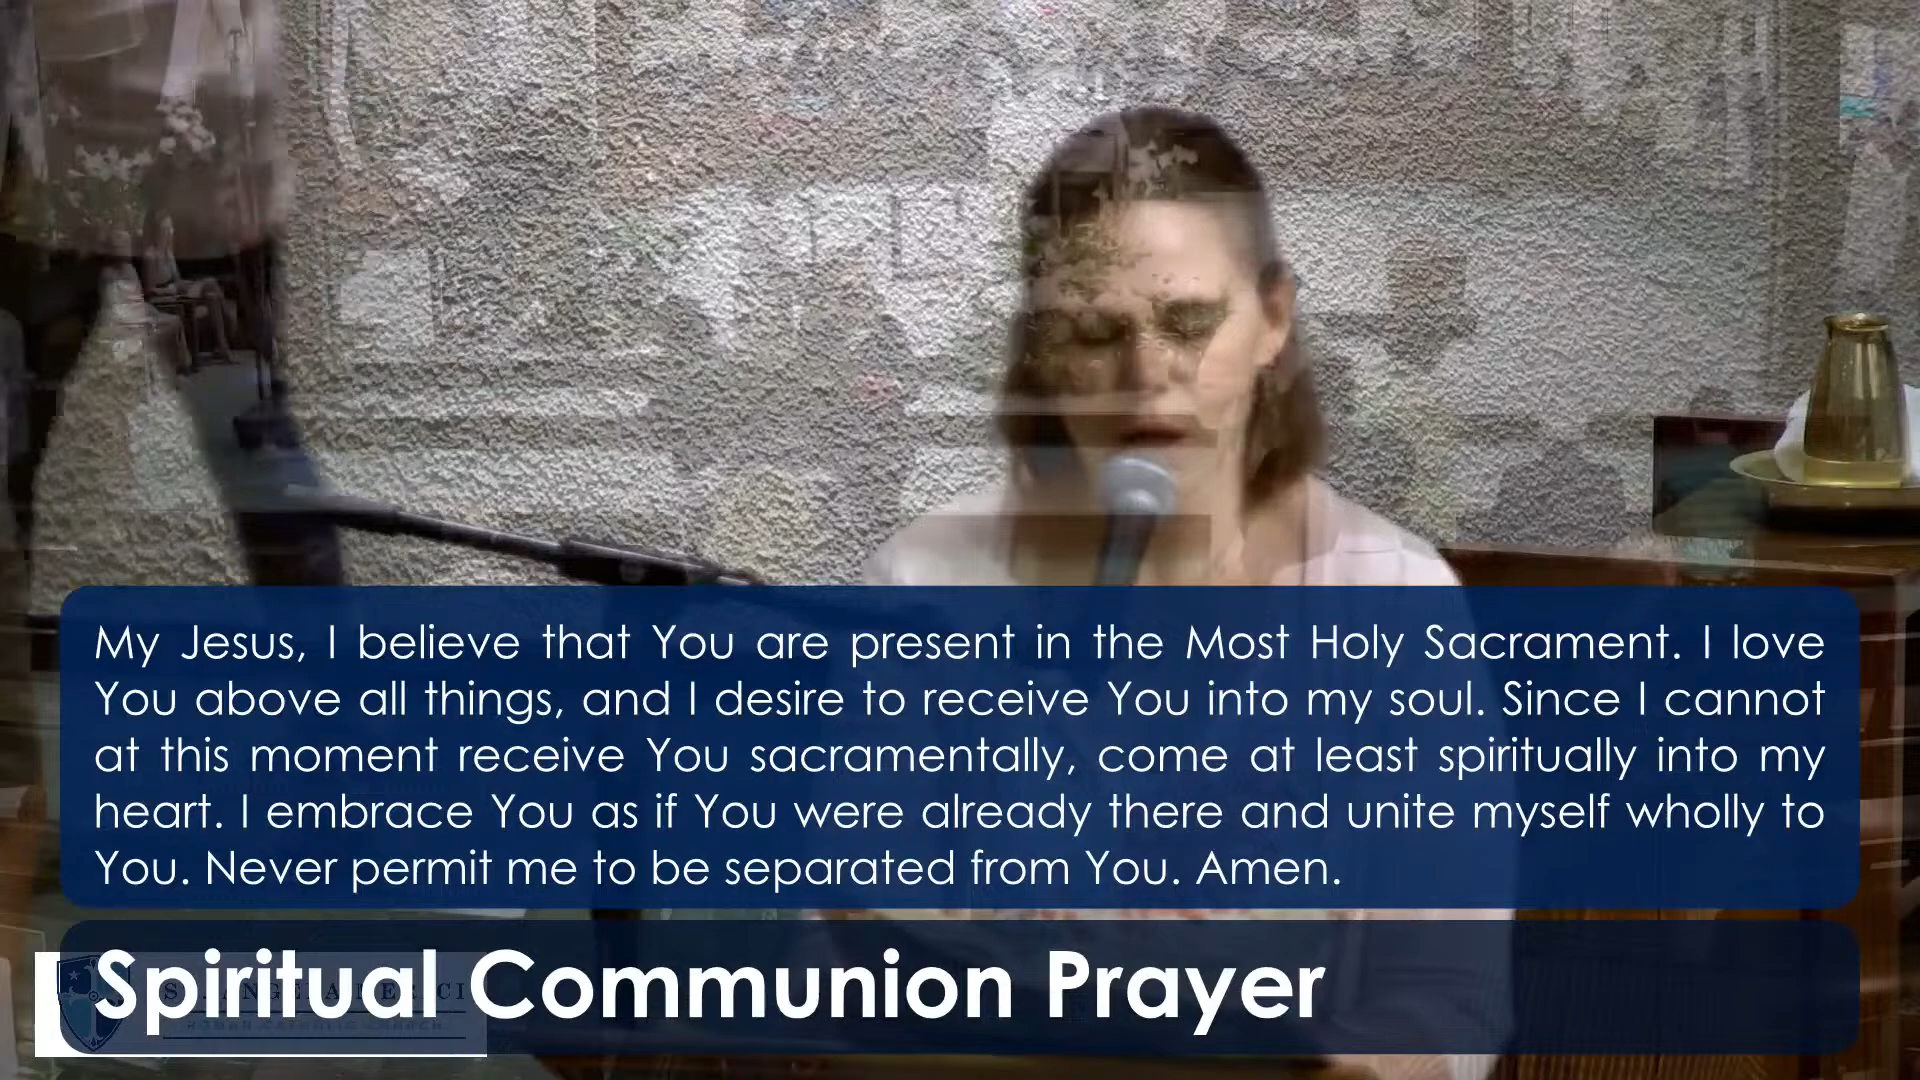 My Jesus, I believe that You are present in the Most Holy Sacrament. I love
You above all things, and I desire to receive You into my soul. Since I cannot
at this moment receive You sacramentally, come at least spiritually into my
heart. I embrace You as if You were already there and unite myself wholly to
You. Never permit me to be separated from You. Amen.
Spiritual Communion Prayer
ROMAN CATHOLIC CHURCH